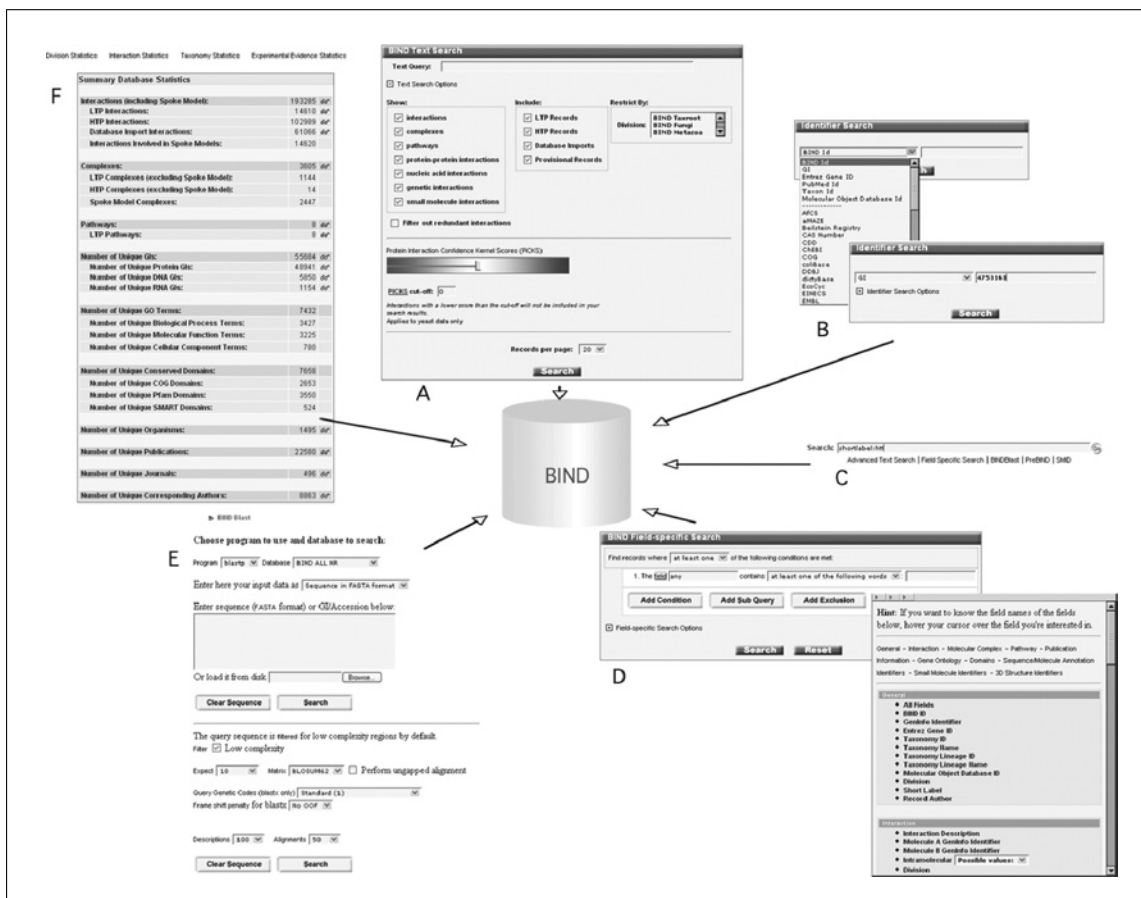 Division Statistics Interaction Statistics Taxonomy Statistics Experimental Evidence Statistics
F
Summary Database Statistics
Interactions (including Spoke Model): 193285
LTP Interactions: 14610
HTP Interactions: 102989
Database Import Interactions: 61066
Interactions Involved in Spoke Models: 14620
Complexes: 3605
LTP Complexes (excluding Spoke Model): 1144
HTP Complexes (excluding Spoke Model): 14
Spoke Model Complexes: 2447
Pathways: 8
LTP Pathways: 8
Number of Unique GIs: 55684
Number of Unique Protein GIs: 48941
Number of Unique DNA GIs: 5850
Number of Unique RNA GIs: 1154
Number of Unique GO Terms: 7432
Number of Unique Biological Process Terms: 3427
Number of Unique Molecular Function Terms: 3225
Number of Unique Cellular Component Terms: 780
Number of Unique Conserved Domains: 7658
Number of Unique COG Domains: 2653
Number of Unique Pfam Domains: 3550
Number of Unique SMART Domains: 524
Number of Unique Organisms: 1495
Number of Unique Publications: 22580
Number of Unique Journals: 496
Number of Unique Corresponding Authors: 8863
BIND Text Search
Text Query:
Text Search Options
Show:
interactions
complexes
pathways
protein-protein interactions
nucleic acid interactions
genetic interactions
small molecule interactions
Include:
LTP Records
HTP Records
Database Imports
Provisional Records
Restrict By:
Division:
BIND Taxroot
BIND Fungi
BIND Metazoa
Filter out redundant interactions
Protein Interaction Confidence Kernel Scores (PICKS)
PICKS cut-off: 0
Interactions with a lower score than the cut-off will not be included in your
search results.
Applies to yeast data only
Records per page: 20
Search
A
Identifier Search
BIND Id
BIND Id
GI
Entrez Gene ID
PubMed Id
Taxon Id
Molecular Object Database Id
--------------
AFCS
aMAZE
Beilstein Registry
CAS Number
CDD
ChEBI
COG
coliBase
DDBJ
dictyBase
EcoCyc
EINECS
EMBL
Identifier Search
GI 4753163
Identifier Search Options
Search
B
BIND
Search: shortlabel:ht
Advanced Text Search | Field Specific Search | BINDBlast | PreBIND | SMID
C
BIND Blast
E
Choose program to use and database to search:
Program blastp Database BIND ALL NR
Enter here your input data as Sequence in FASTA format
Enter sequence (FASTA format) or GI/Accession below:
Or load it from disk Browse...
Clear Sequence Search
The query sequence is filtered for low complexity regions by default.
Filter Low complexity
Expect 10 Matrix BLOSUM62 Perform ungapped alignment
Query Genetic Codes (blastx only) Standard (1)
Frame shift penalty for blastx No OOF
Descriptions 100 Alignments 50
Clear Sequence Search
BIND Field-specific Search
Find records where at least one of the following conditions are met:
1. The field any contains at least one of the following words
Add Condition Add Sub Query Add Exclusion
Field-specific Search Options
Search Reset
D
Hint: If you want to know the field names of the fields
below, hover your cursor over the field you're interested in.
General - Interaction - Molecular Complex - Pathway - Publication
Information - Gene Ontology - Domains - Sequence/Molecule Annotation
Identifiers - Small Molecule Identifiers - 3D Structure Identifiers
General
All Fields
BIND ID
GenInfo Identifier
Entrez Gene ID
Taxonomy ID
Taxonomy Name
Taxonomy Lineage ID
Taxonomy Lineage Name
Molecular Object Database ID
Division
Short Label
Record Author
Interaction
Interaction Description
Molecule A GenInfo Identifier
Molecule B GenInfo Identifier
Intramolecular Possible values:
Division